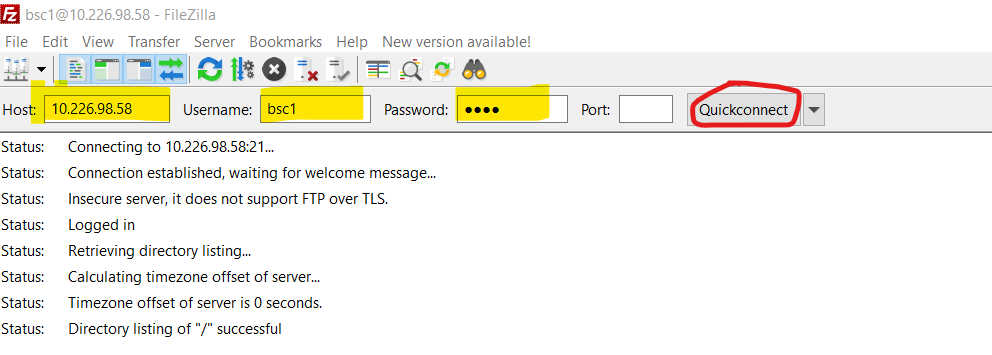 bsc1@10.226.98.58 - FileZilla
File Edit View Transfer Server Bookmarks Help New version available!
Host: 10.226.98.58 Username: bsc1 Password: ●●●● Port: Quickconnect
Status: Connecting to 10.226.98.58:21...
Status: Connection established, waiting for welcome message...
Status: Insecure server, it does not support FTP over TLS.
Status: Logged in
Status: Retrieving directory listing...
Status: Calculating timezone offset of server...
Status: Timezone offset of server is 0 seconds.
Status: Directory listing of "/" successful